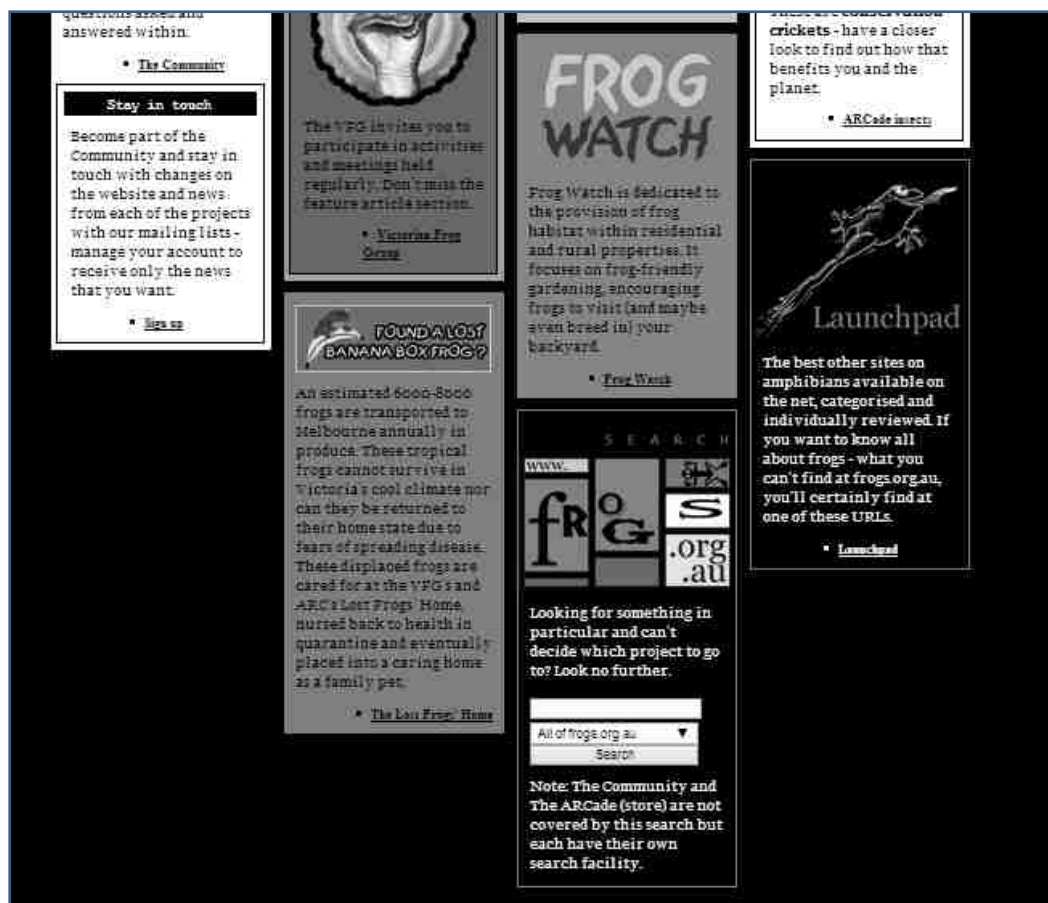 questions asked and
answered within.
The Community
Stay in touch
Become part of the
Community and stay in
touch with changes on
the website and news
from each of the projects
with our mailing lists -
manage your account to
receive only the news
that you want.
Sign up
The VFG invites you to
participate in activities
and meetings held
regularly. Don't miss the
feature article section.
Victorian Frog
Group
FOUND A LOST
BANANA BOX FROG?
An estimated 6000-8000
frogs are transported to
Melbourne annually in
produce. These tropical
frogs cannot survive in
Victoria's cool climate nor
can they be returned to
their home state due to
fears of spreading disease.
These displaced frogs are
cared for at the VFG's and
ARC's Lost Frogs' Home,
nursed back to health in
quarantine and eventually
placed into a caring home
as a family pet.
The Lost Frogs' Home
FROG
WATCH
Frog Watch is dedicated to
the provision of frog
habitat within residential
and rural properties. It
focuses on frog-friendly
gardening, encouraging
frogs to visit (and maybe
even breed in) your
backyard.
Frog Watch
SEARCH
www.
frogs
.org
.au
Looking for something in
particular and can't
decide which project to go
to? Look no further.
All of frogs.org.au
Search
Note: The Community and
The ARCade (store) are not
covered by this search but
each have their own
search facility.
These are conservation
crickets - have a closer
look to find out how that
benefits you and the
planet.
ARCade insects
Launchpad
The best other sites on
amphibians available on
the net, categorised and
individually reviewed. If
you want to know all
about frogs - what you
can't find at frogs.org.au,
you'll certainly find at
one of these URLs.
Launchpad